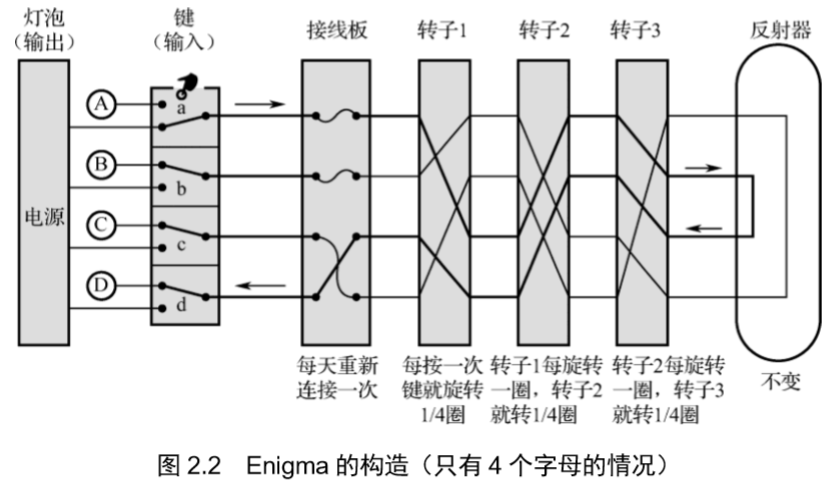 灯泡
(输出)
键
(输入)
接线板
转子1
转子2
转子3
反射器
A
a
B
b
电源
C
c
D
d
每天重新
连接一次
每按一次
键就旋转
1/4圈
转子1每旋转
一圈，转子2
就转1/4圈
转子2每旋转
一圈，转子3
就转1/4圈
不变
图 2.2 Enigma 的构造（只有 4 个字母的情况）